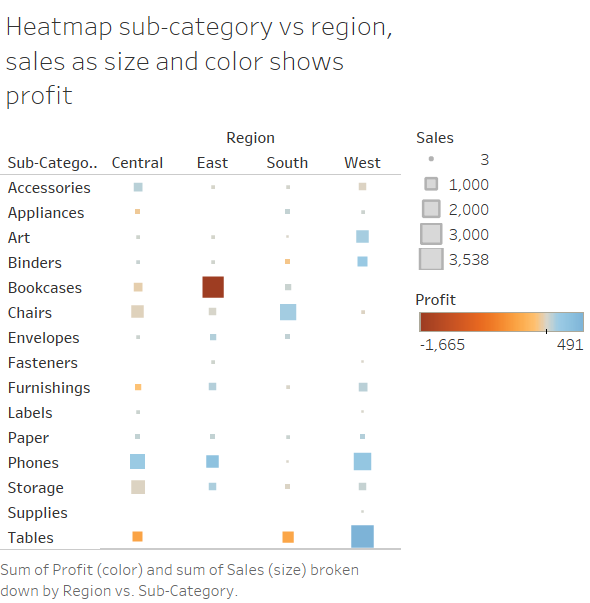 Heatmap sub-category vs region,
sales as size and color shows
profit
Region
Sub-Catego.. Central East South West
Accessories
Appliances
Art
Binders
Bookcases
Chairs
Envelopes
Fasteners
Furnishings
Labels
Paper
Phones
Storage
Supplies
Tables
Sales
3
1,000
2,000
3,000
3,538
Profit
-1,665 491
Sum of Profit (color) and sum of Sales (size) broken
down by Region vs. Sub-Category.